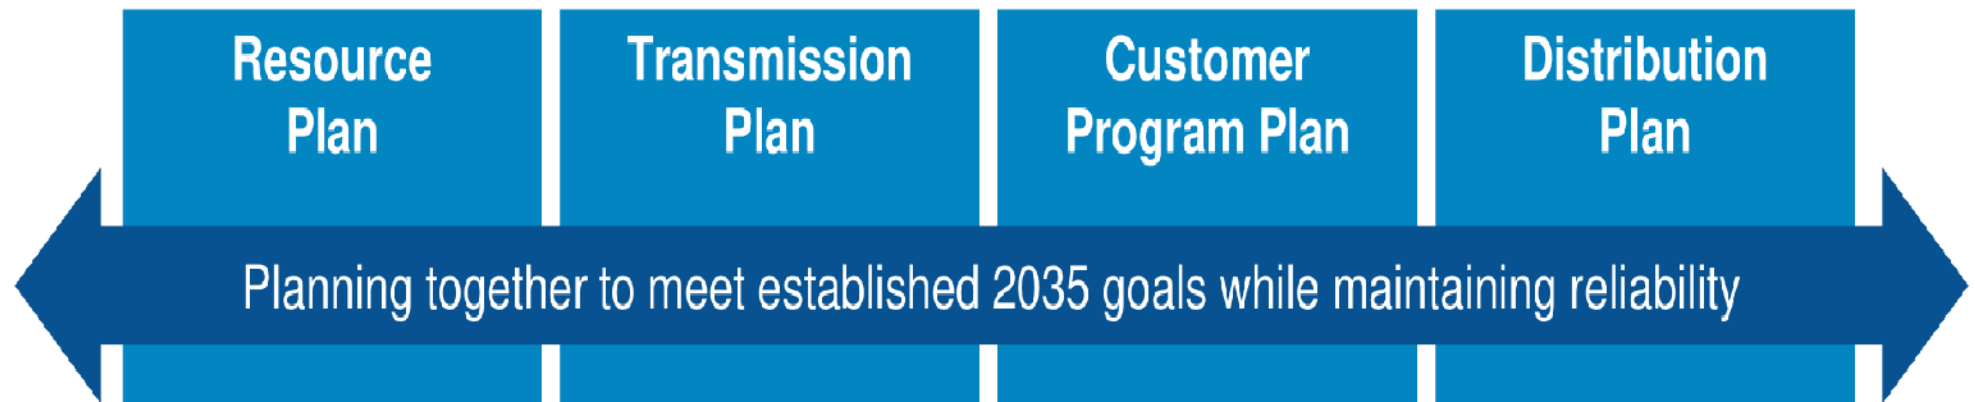 Resource
Plan
Transmission
Plan
Customer
Program Plan
Distribution
Plan
Planning together to meet established 2035 goals while maintaining reliability